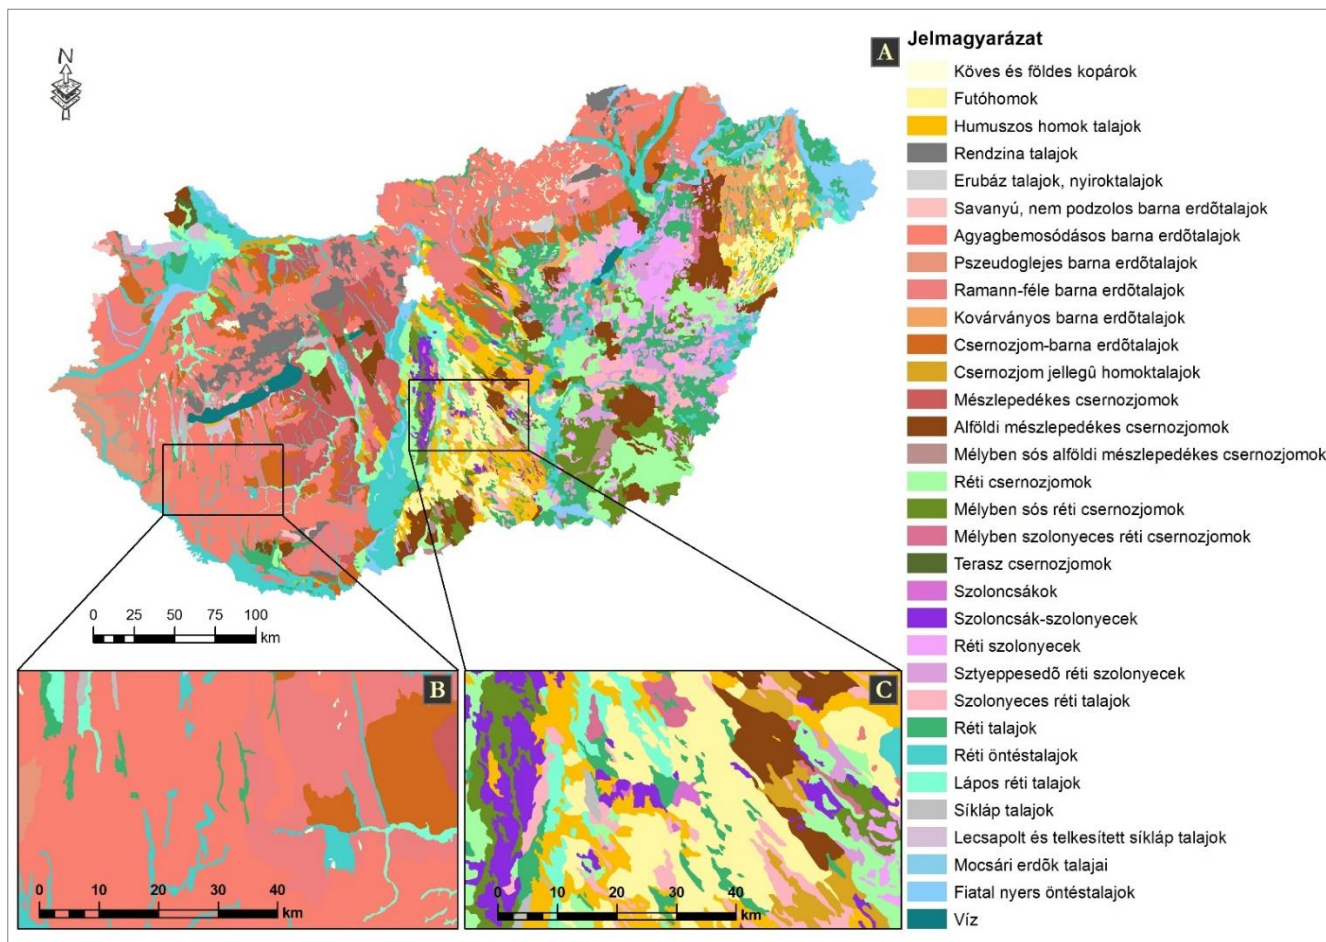 N
A
Jelmagyarázat
Köves és földes kopárok
Futóhomok
Humuszos homok talajok
Rendzina talajok
Erubáz talajok, nyiroktalajok
Savanyú, nem podzolos barna erdõtalajok
Agyagbemosódásos barna erdõtalajok
Pszeudoglejes barna erdõtalajok
Ramann-féle barna erdõtalajok
Kovárványos barna erdõtalajok
Csernozjom-barna erdõtalajok
Csernozjom jellegû homoktalajok
Mészlepedékes csernozjomok
Alföldi mészlepedékes csernozjomok
Mélyben sós alföldi mészlepedékes csernozjomok
Réti csernozjomok
Mélyben sós réti csernozjomok
Mélyben szolonyeces réti csernozjomok
Terasz csernozjomok
Szoloncsákok
Szoloncsák-szolonyecek
Réti szolonyecek
Sztyeppesedõ réti szolonyecek
Szolonyeces réti talajok
Réti talajok
Réti öntéstalajok
Lápos réti talajok
Síkláp talajok
Lecsapolt és telkesített síkláp talajok
Mocsári erdõk talajai
Fiatal nyers öntéstalajok
Víz
0 25 50 75 100
km
B
0 10 20 30 40
km
C
0 10 20 30 40
km